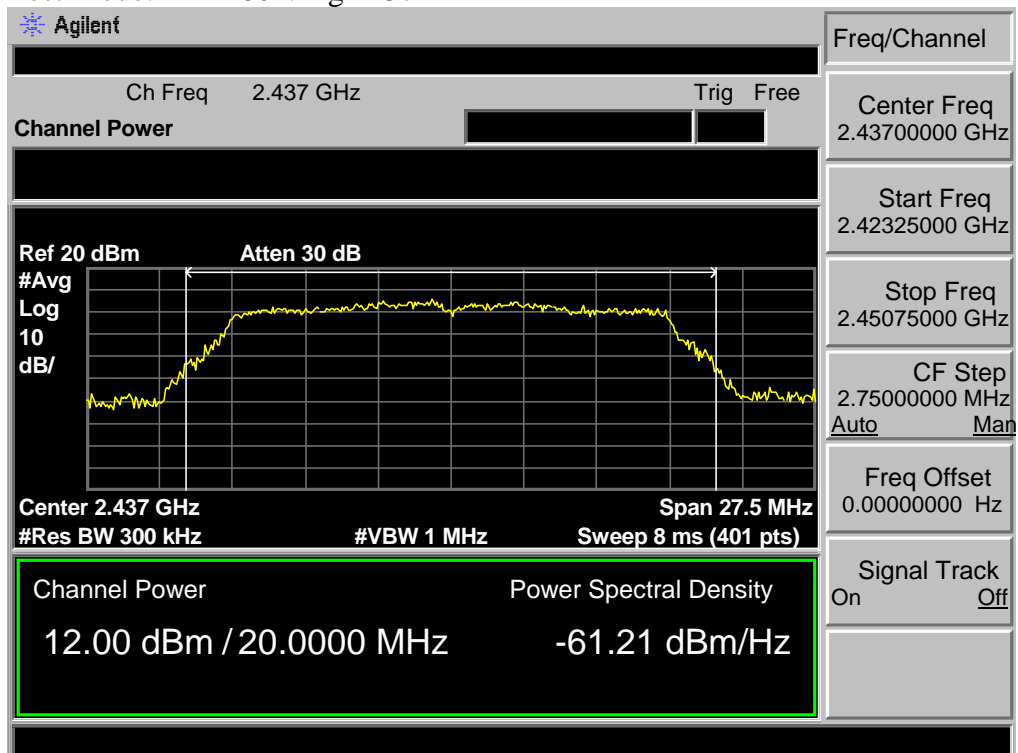 Agilent
Freq/Channel
Ch Freq 2.437 GHz Trig Free
Channel Power
Center Freq
2.43700000 GHz
Start Freq
2.42325000 GHz
Ref 20 dBm Atten 30 dB
#Avg
Log
10
dB/
Stop Freq
2.45075000 GHz
CF Step
2.75000000 MHz
Auto Man
Freq Offset
0.00000000 Hz
Center 2.437 GHz Span 27.5 MHz
#Res BW 300 kHz #VBW 1 MHz Sweep 8 ms (401 pts)
Signal Track
On Off
Channel Power Power Spectral Density
12.00 dBm / 20.0000 MHz -61.21 dBm/Hz